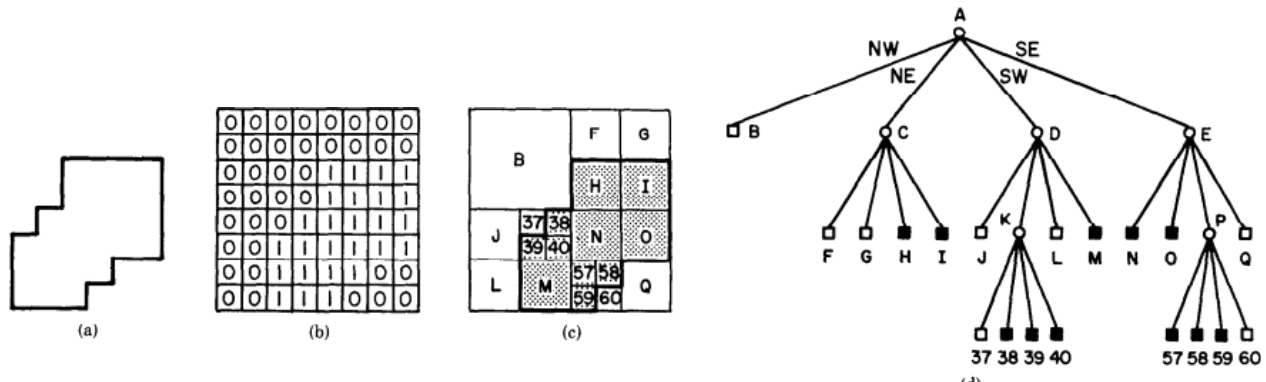 (a)
0 0 0 0 0 0 0 0
0 0 0 0 0 0 0 0
0 0 0 0 1 1 1 1
0 0 0 0 1 1 1 1
0 0 0 1 1 1 1 1
0 0 1 1 1 1 1 1
0 0 1 1 1 1 0 0
0 0 1 1 1 0 0 0
(b)
F G
B
H I
37 38
J N O
39 40
57 58
L M Q
59 60
(c)
A
NW SE
NE SW
B C D E
K P
F G H I J L M N O Q
37 38 39 40 57 58 59 60
(d)